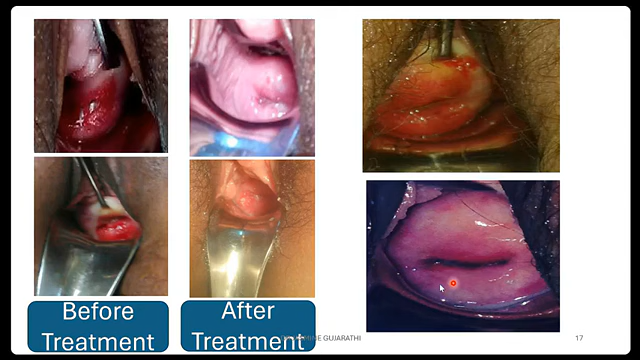 Before
Treatment
After
Treatment
GUJARATHI
17